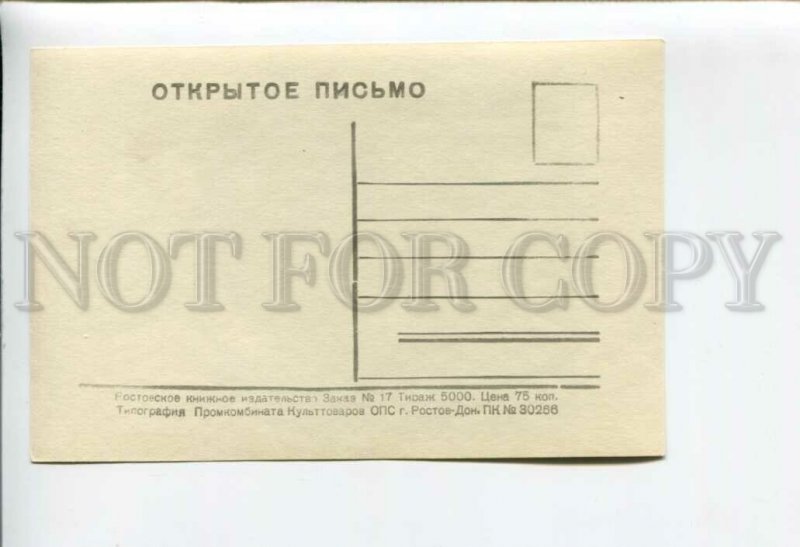 ОТКРЫТОЕ ПИСЬМО
NOT FOR COPY
Ростовское книжное издательство Заказ № 17 Тираж 5000. Цена 75 коп.
Типография Промкомбината Культтоваров ОПС г. Ростов-Дон. ПК № 30266